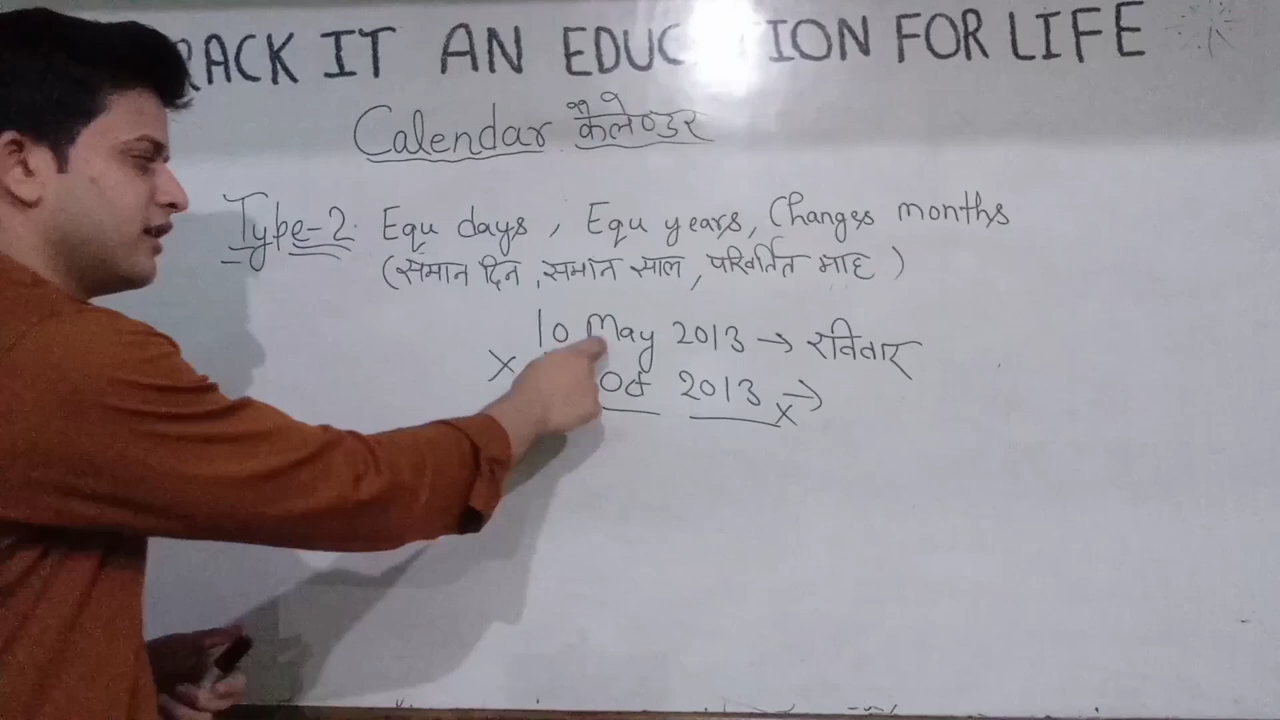 RACK IT AN EDUC ION FOR LIFE
Calendar कैलेण्डर
Type-2. Equ days, Equ years, Changes months
(समान दिन, समान साल, परिवर्तित माह)
10 May 2013 → रविवार
x Oct 2013 x →